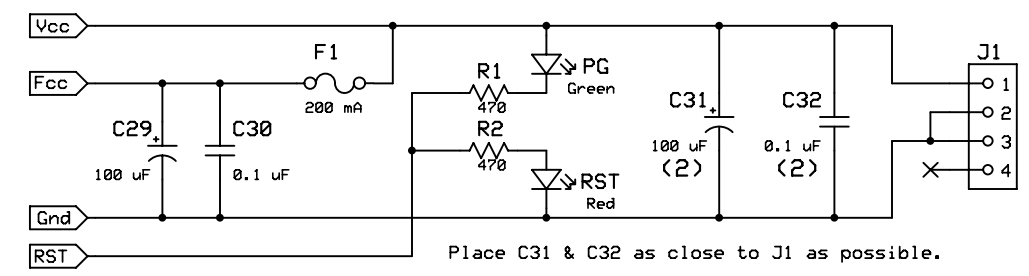 Vcc
J1
F1
PG
Fcc
R1
1
Green
C31
C32
200 mA
470
2
C29
+
C30
R2
+
100 uF
0.1 uF
3
100 uF
0.1 uF
470
RST
(2)
(2)
4
Red
Gnd
RST
Place C31 & C32 as close to J1 as possible.